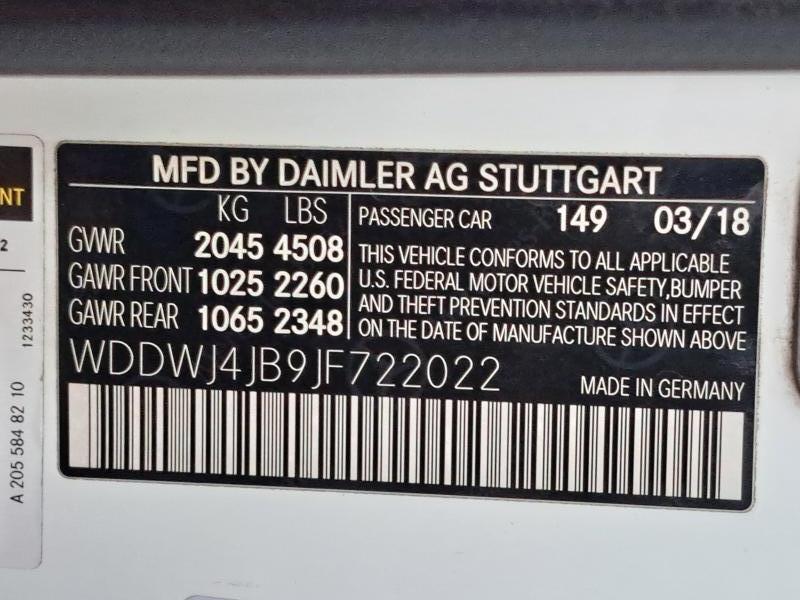 MFD BY DAIMLER AG STUTTGART
KG LBS
GVWR 2045 4508
GAWR FRONT 1025 2260
GAWR REAR 1065 2348
PASSENGER CAR 149 03/18
THIS VEHICLE CONFORMS TO ALL APPLICABLE
U.S. FEDERAL MOTOR VEHICLE SAFETY,BUMPER
AND THEFT PREVENTION STANDARDS IN EFFECT
ON THE DATE OF MANUFACTURE SHOWN ABOVE
WDDWJ4JB9JF722022
MADE IN GERMANY
NT
2
1233430
A 205 584 82 10